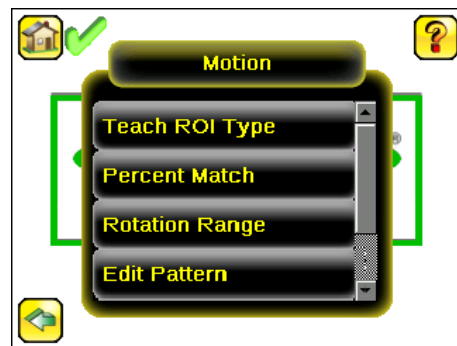 Motion
Teach ROI Type
Percent Match
Rotation Range
Edit Pattern
?
®